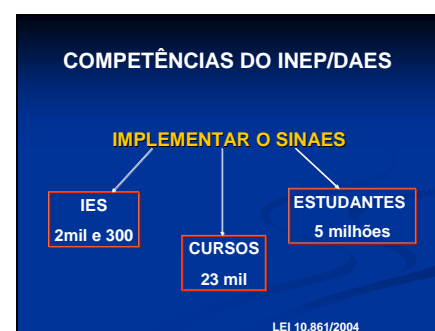 COMPETÊNCIAS DO INEP/DAES
IMPLEMENTAR O SINAES
IES
2mil e 300
CURSOS
23 mil
ESTUDANTES
5 milhões
LEI 10.861/2004